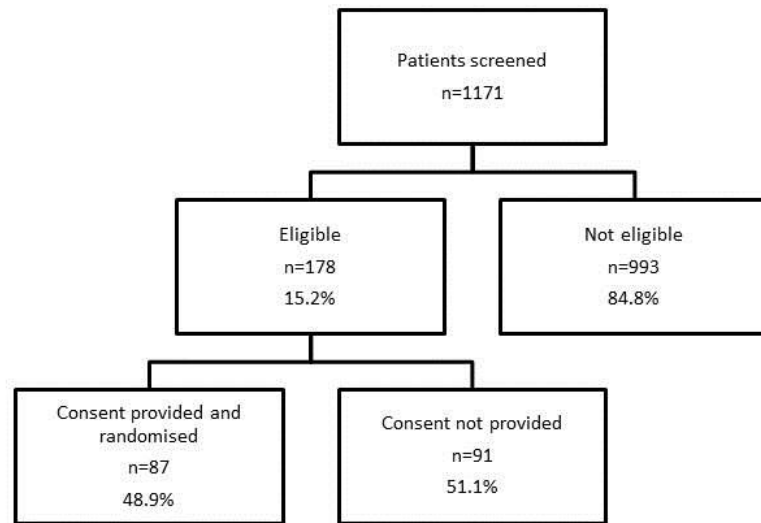 Patients screened
n=1171
Eligible
n=178
15.2%
Not eligible
n=993
84.8%
Consent provided and
randomised
n=87
48.9%
Consent not provided
n=91
51.1%